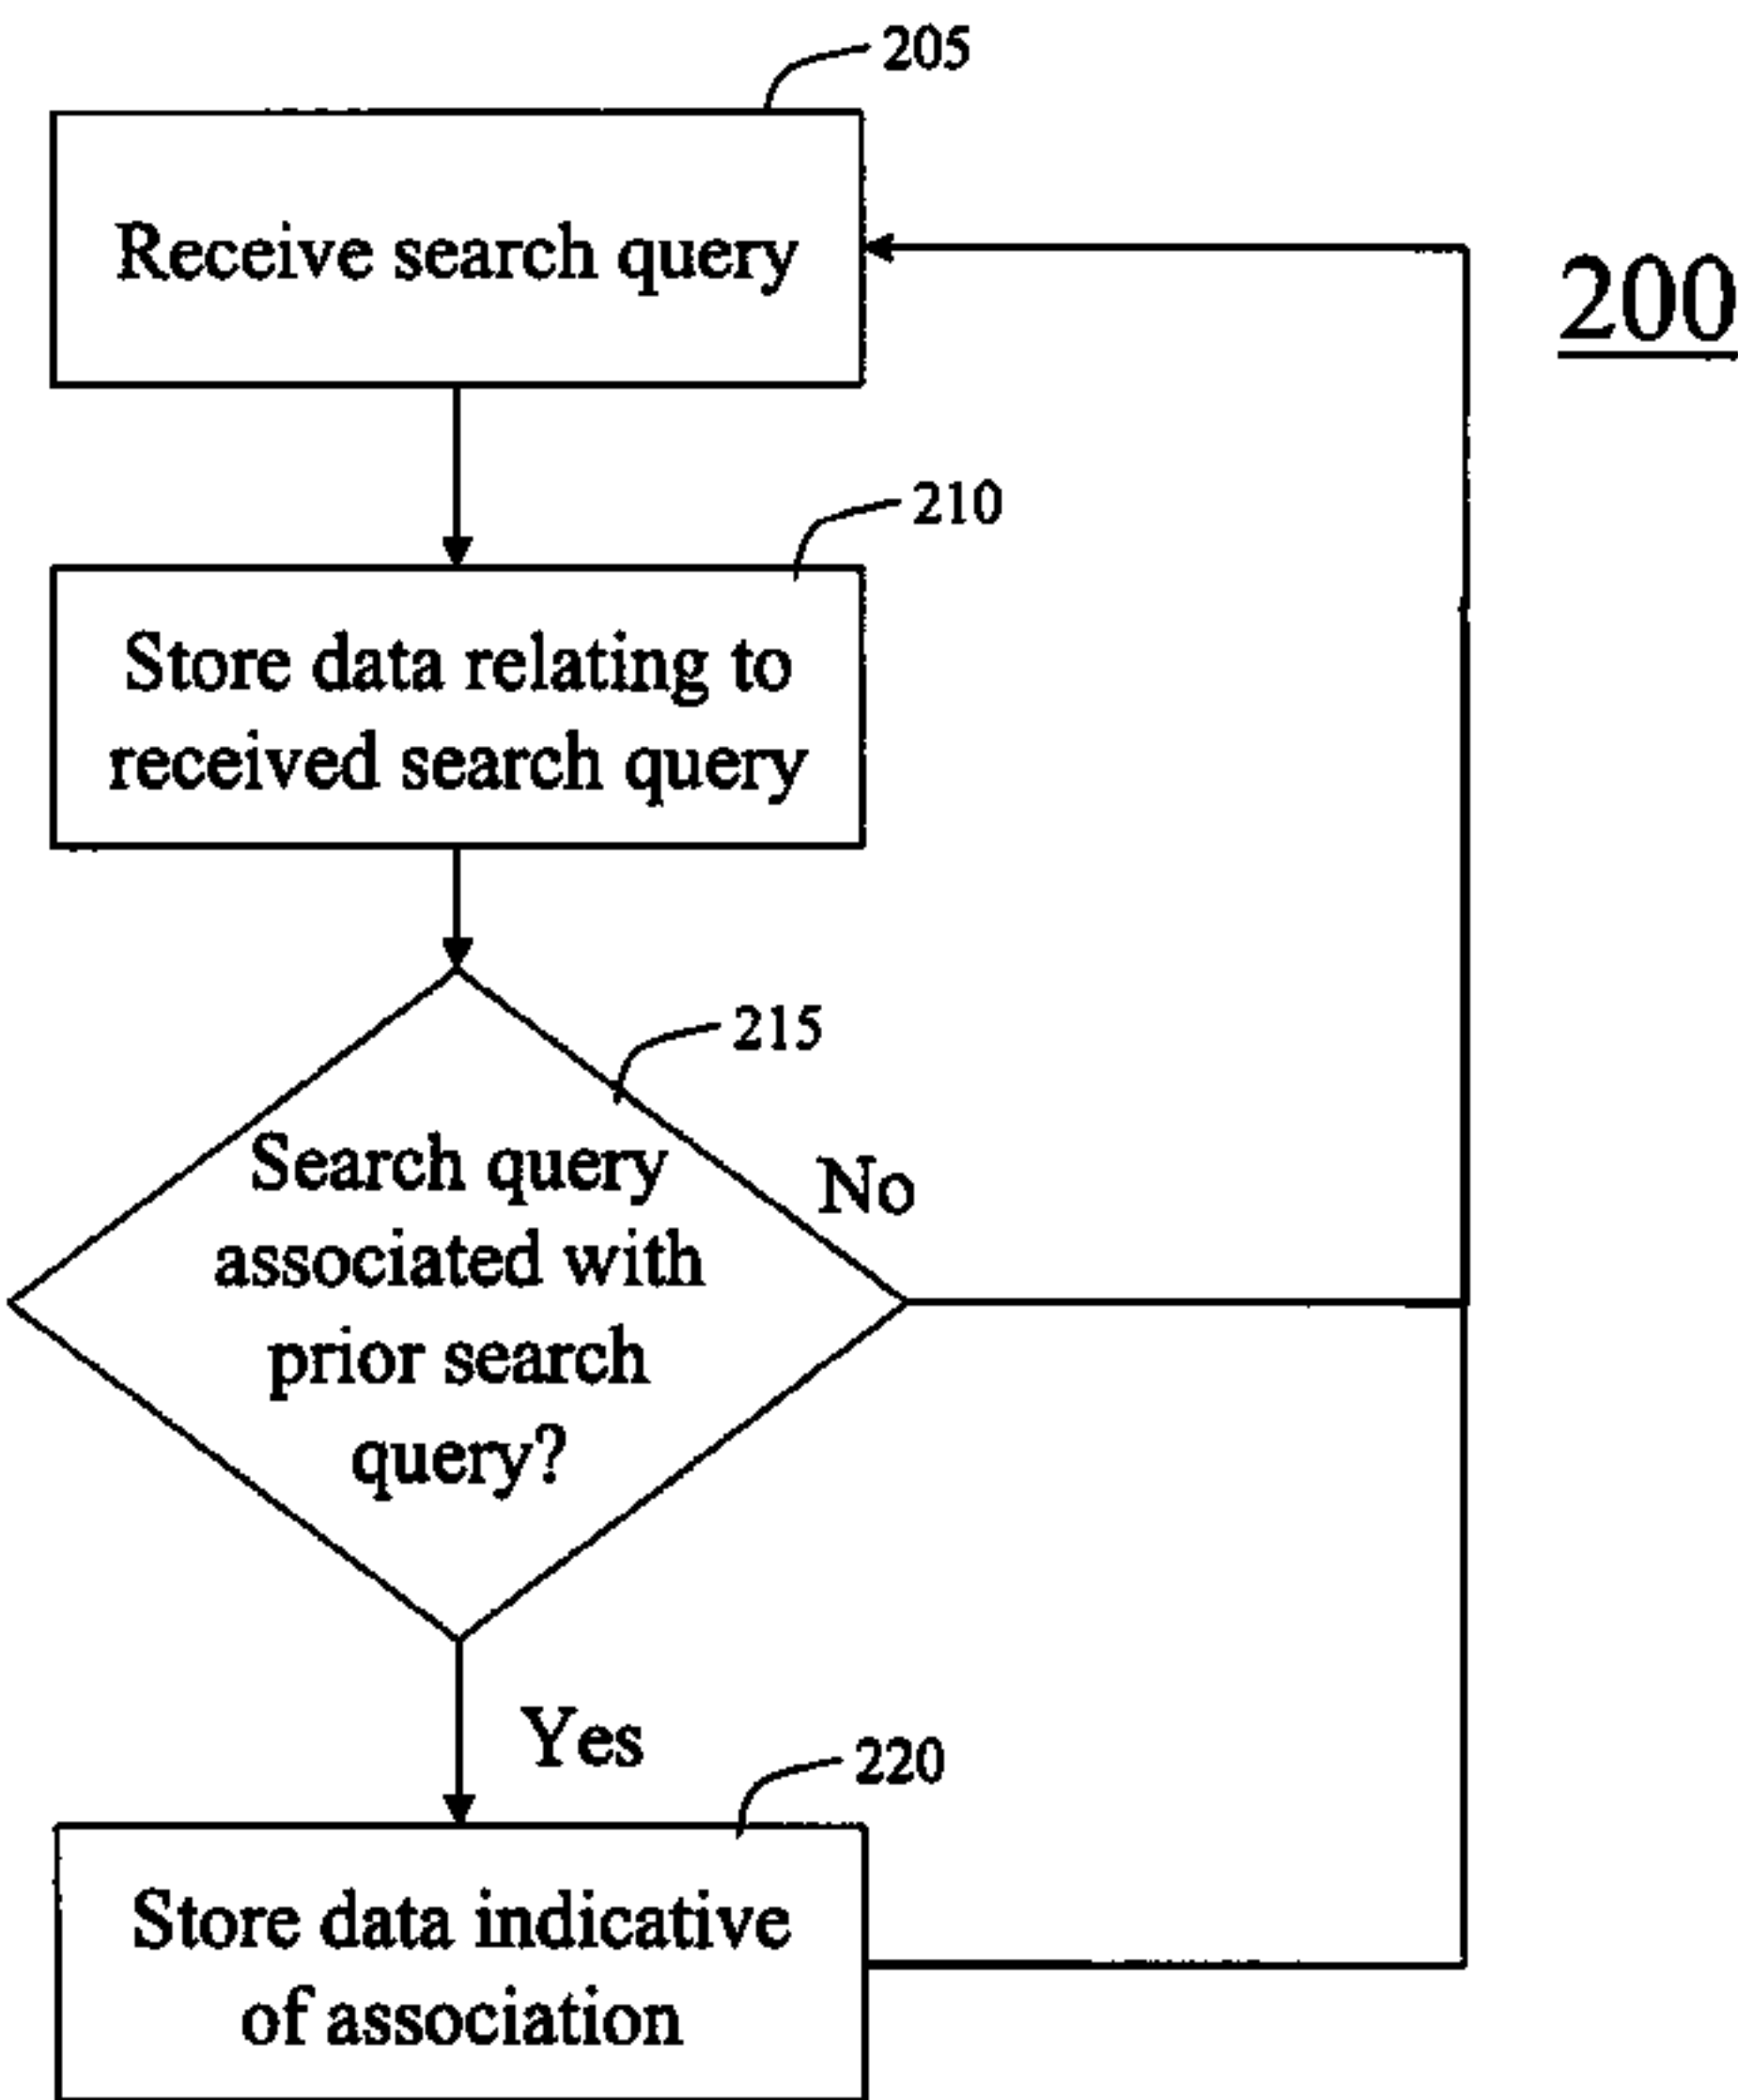 205
Receive search query
200
210
Store data relating to
received search query
215
Search query
associated with
prior search
query?
No
Yes
220
Store data indicative
of association